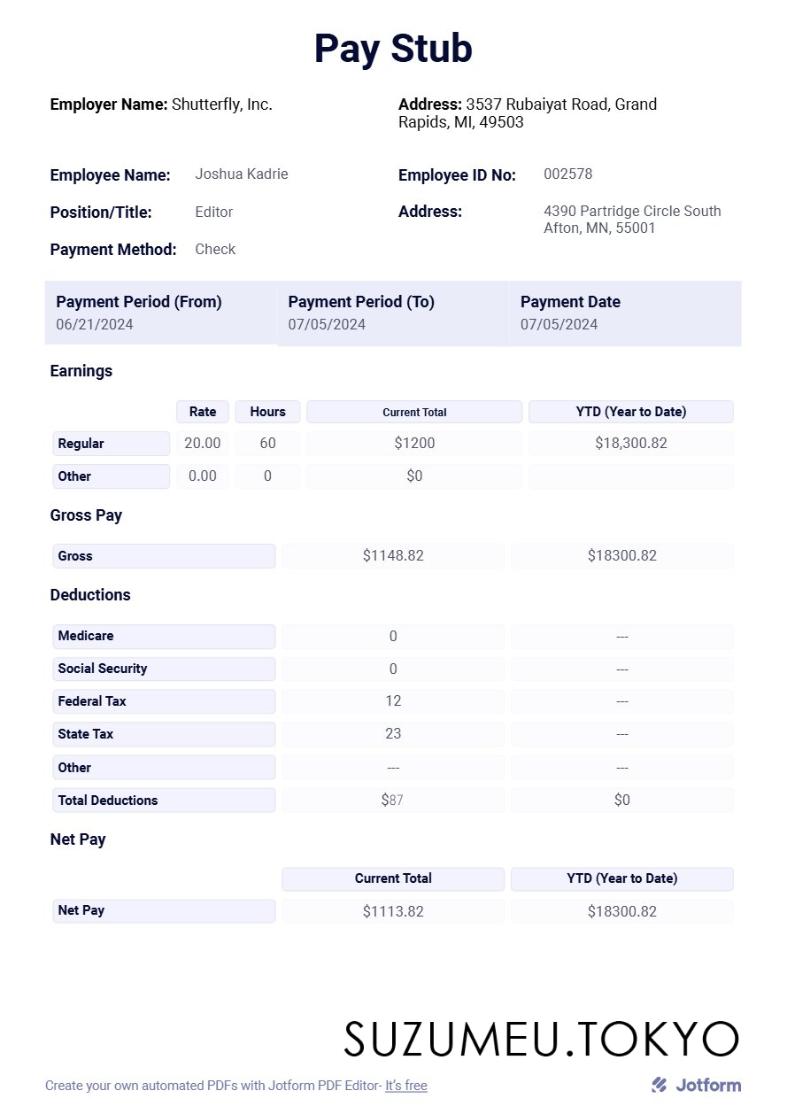 Pay Stub
Employer Name: Shutterfly, Inc.
Address: 3537 Rubaiyat Road, Grand
Rapids, MI, 49503
Employee Name: Joshua Kadrie
Employee ID No: 002578
Position/Title: Editor
Address: 4390 Partridge Circle South
Afton, MN, 55001
Payment Method: Check
Payment Period (From) Payment Period (To) Payment Date
06/21/2024 07/05/2024 07/05/2024
Earnings
Rate Hours Current Total YTD (Year to Date)
Regular 20.00 60 $1200 $18,300.82
Other 0.00 0 $0
Gross Pay
Gross $1148.82 $18300.82
Deductions
Medicare 0 ---
Social Security 0 ---
Federal Tax 12 ---
State Tax 23 ---
Other --- ---
Total Deductions $87 $0
Net Pay
Current Total YTD (Year to Date)
Net Pay $1113.82 $18300.82
SUZUMEU.TOKYO
Create your own automated PDFs with Jotform PDF Editor- It's free
Jotform